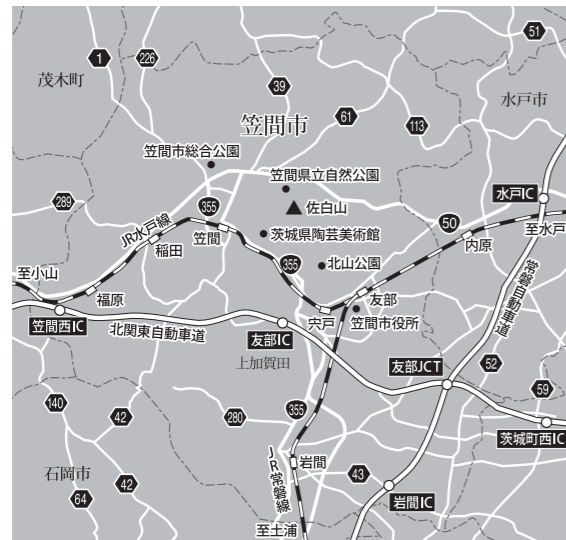 51
1
226
茂木町
39
水戸市
61
113
笠間市
笠間市総合公園
笠間県立自然公園
水戸IC
289
355
佐白山
50
至水戸
JR水戸線
笠間
茨城県陶芸美術館
内原
稲田
355
北山公園
常磐自動車道
至小山
福原
友部
宍戸
笠間市役所
笠間西IC
北関東自動車道
友部IC
上加賀田
友部JCT
52
59
140
42
280
355
茨城町西IC
JR常磐線
岩間
43
石岡市
42
64
岩間IC
至土浦